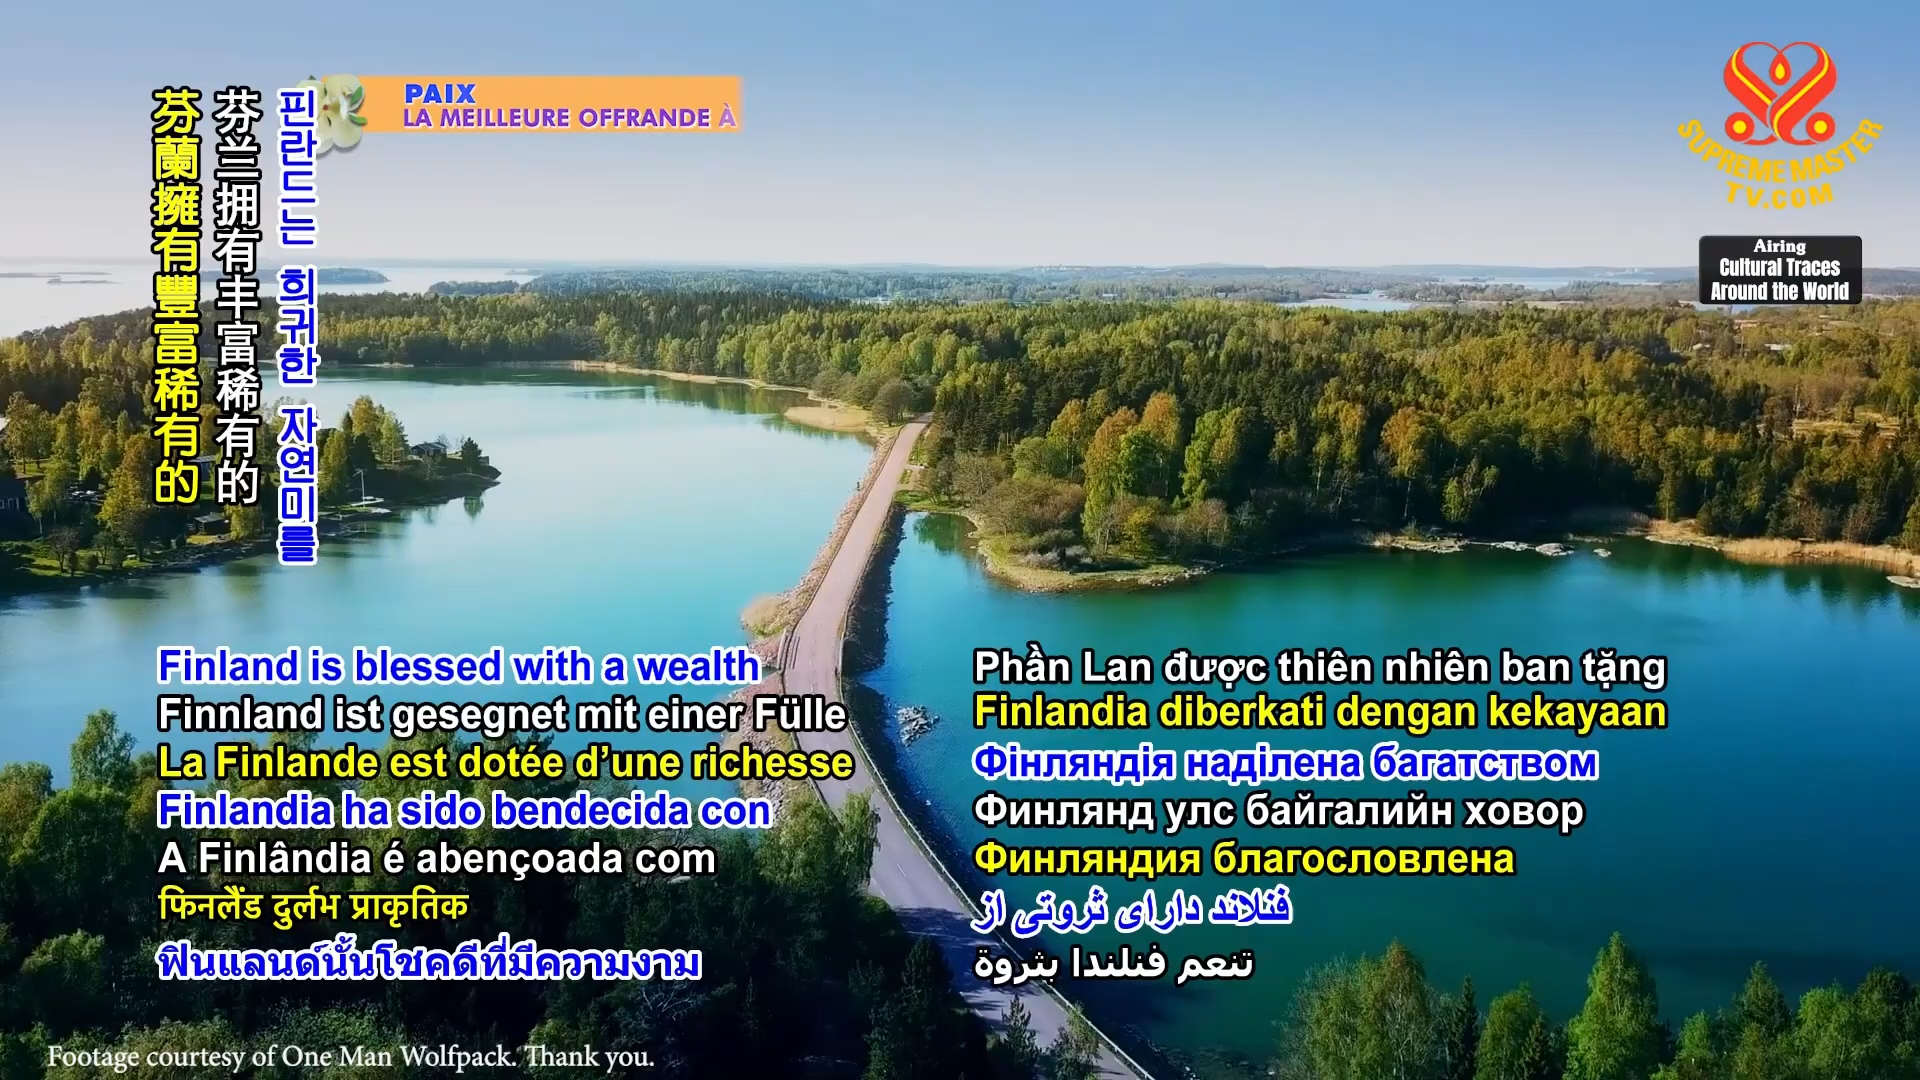 PAIX
LA MEILLEURE OFFRANDE À
SUPREME MASTER
TV.COM
Airing
Cultural Traces
Around the World
芬蘭擁有豐富稀有的
芬兰拥有丰富稀有的
핀란드는 희귀한 자연미를
Finland is blessed with a wealth
Finnland ist gesegnet mit einer Fülle
La Finlande est dotée d’une richesse
Finlandia ha sido bendecida con
A Finlândia é abençoada com
फिनलैंड दुर्लभ प्राकृतिक
ฟินแลนด์นั้นโชคดีที่มีความงาม
Phần Lan được thiên nhiên ban tặng
Finlandia diberkati dengan kekayaan
Фінляндія наділена багатством
Финлянд улс байгалийн ховор
Финляндия благословлена
فنلاند دارای ثروتی از
تنعم فنلندا بثروة
Footage courtesy of One Man Wolfpack. Thank you.